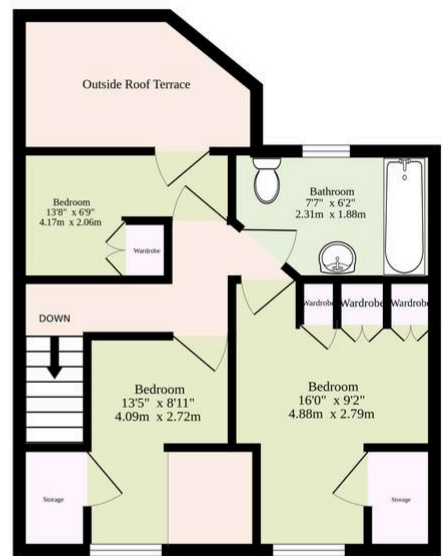 Outside Roof Terrace
Bedroom
13'8" x 6'9"
4.17m x 2.06m
Wardrobe
Bathroom
7'7" x 6'2"
2.31m x 1.88m
Wardrobe
Wardrobe
Wardrobe
DOWN
Bedroom
13'5" x 8'11"
4.09m x 2.72m
Bedroom
16'0" x 9'2"
4.88m x 2.79m
Storage
Storage